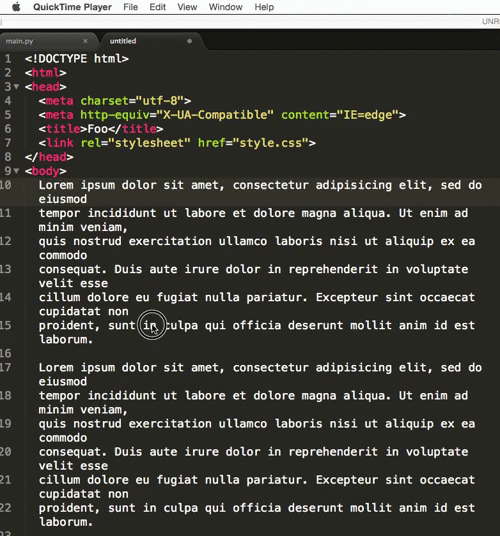 QuickTime Player File Edit View Window Help
UNR
main.py × untitled
1 <!DOCTYPE html>
2 <html>
3 <head>
4 <meta charset="utf-8">
5 <meta http-equiv="X-UA-Compatible" content="IE=edge">
6 <title>Foo</title>
7 <link rel="stylesheet" href="style.css">
8 </head>
9 <body>
10 Lorem ipsum dolor sit amet, consectetur adipisicing elit, sed do
eiusmod
11 tempor incididunt ut labore et dolore magna aliqua. Ut enim ad
minim veniam,
12 quis nostrud exercitation ullamco laboris nisi ut aliquip ex ea
commodo
13 consequat. Duis aute irure dolor in reprehenderit in voluptate
velit esse
14 cillum dolore eu fugiat nulla pariatur. Excepteur sint occaecat
cupidatat non
15 proident, sunt in culpa qui officia deserunt mollit anim id est
laborum.
16
17 Lorem ipsum dolor sit amet, consectetur adipisicing elit, sed do
eiusmod
18 tempor incididunt ut labore et dolore magna aliqua. Ut enim ad
minim veniam,
19 quis nostrud exercitation ullamco laboris nisi ut aliquip ex ea
commodo
20 consequat. Duis aute irure dolor in reprehenderit in voluptate
velit esse
21 cillum dolore eu fugiat nulla pariatur. Excepteur sint occaecat
cupidatat non
22 proident, sunt in culpa qui officia deserunt mollit anim id est
laborum.